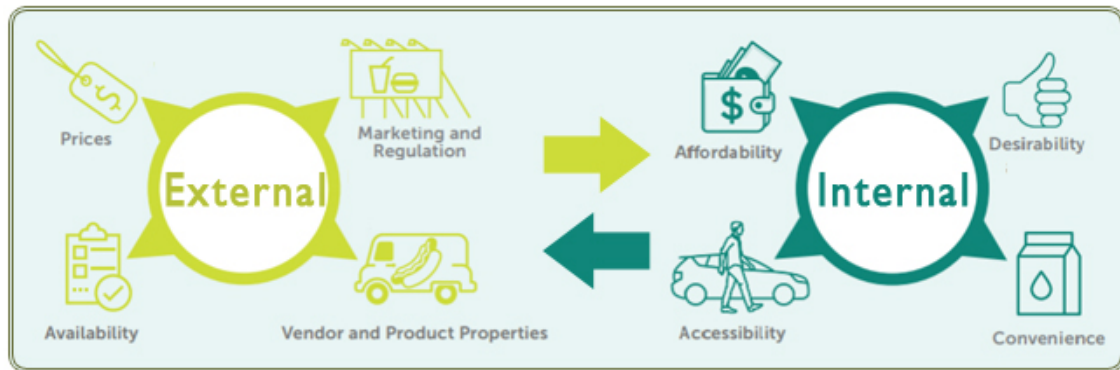 Prices
Marketing and
Regulation
External
Availability
Vendor and Product Properties
$
Affordability
Desirability
Internal
Accessibility
Convenience